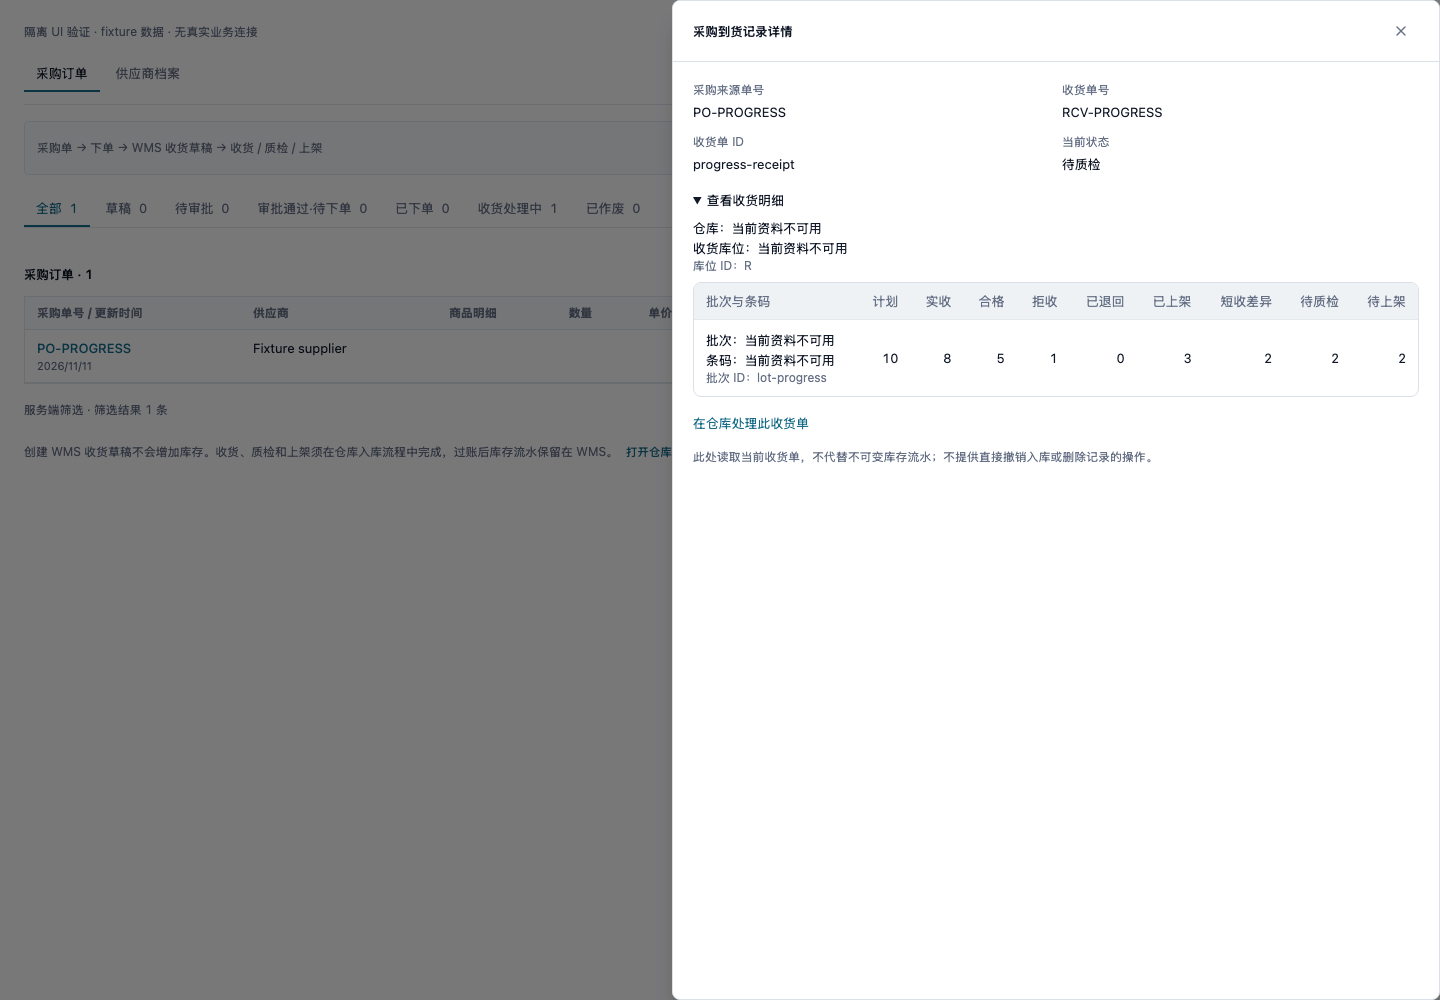 隔离 UI 验证 · fixture 数据 · 无真实业务连接
采购订单 供应商档案
采购单 → 下单 → WMS 收货草稿 → 收货 / 质检 / 上架
全部 1 草稿 0 待审批 0 审批通过·待下单 0 已下单 0 收货处理中 1 已作废 0
采购订单 · 1
采购单号 / 更新时间 供应商 商品明细 数量 单价
PO-PROGRESS Fixture supplier
2026/11/11
服务端筛选 · 筛选结果 1 条
创建 WMS 收货草稿不会增加库存。收货、质检和上架须在仓库入库流程中完成，过账后库存流水保留在 WMS。 打开仓库
采购到货记录详情
采购来源单号 收货单号
PO-PROGRESS RCV-PROGRESS
收货单 ID 当前状态
progress-receipt 待质检
▼ 查看收货明细
仓库：当前资料不可用
收货库位：当前资料不可用
库位 ID：R
批次与条码 计划 实收 合格 拒收 已退回 已上架 短收差异 待质检 待上架
批次：当前资料不可用
条码：当前资料不可用 10 8 5 1 0 3 2 2 2
批次 ID：lot-progress
在仓库处理此收货单
此处读取当前收货单，不代替不可变库存流水；不提供直接撤销入库或删除记录的操作。